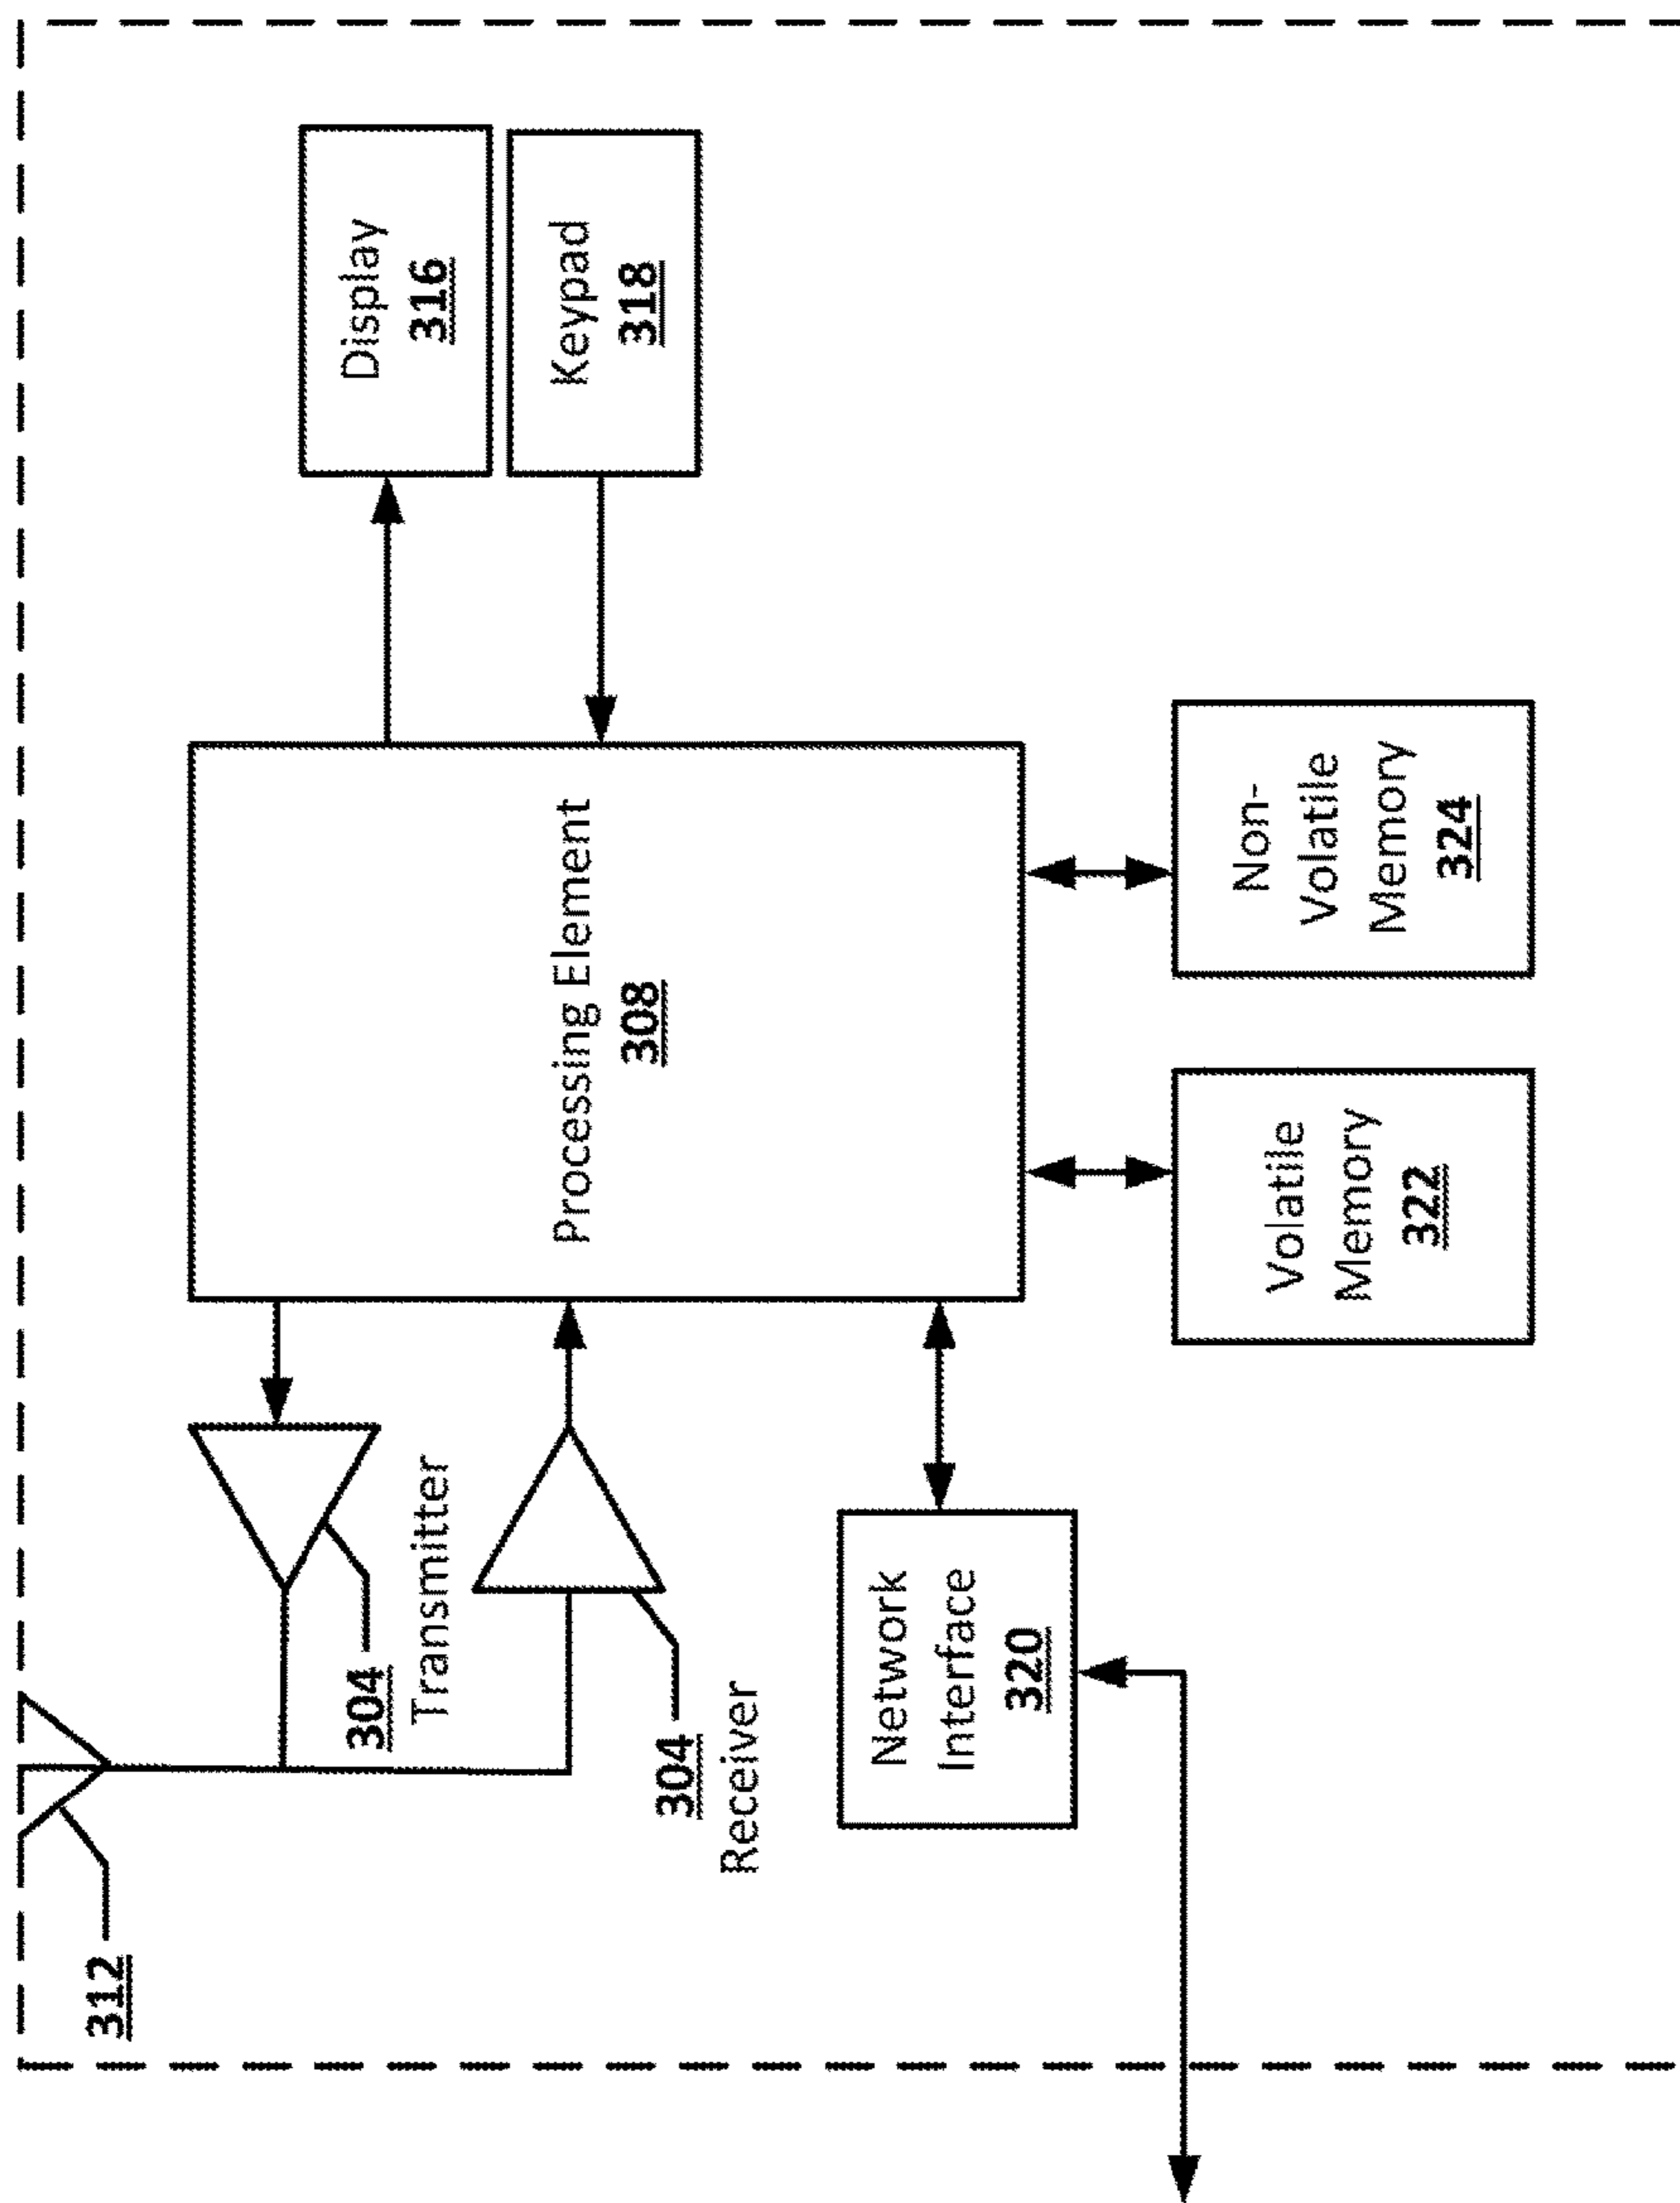 312
304
Transmitter
304
Receiver
Processing Element
308
Display
316
Keypad
318
Network
Interface
320
Volatile
Memory
322
Non-
Volatile
Memory
324